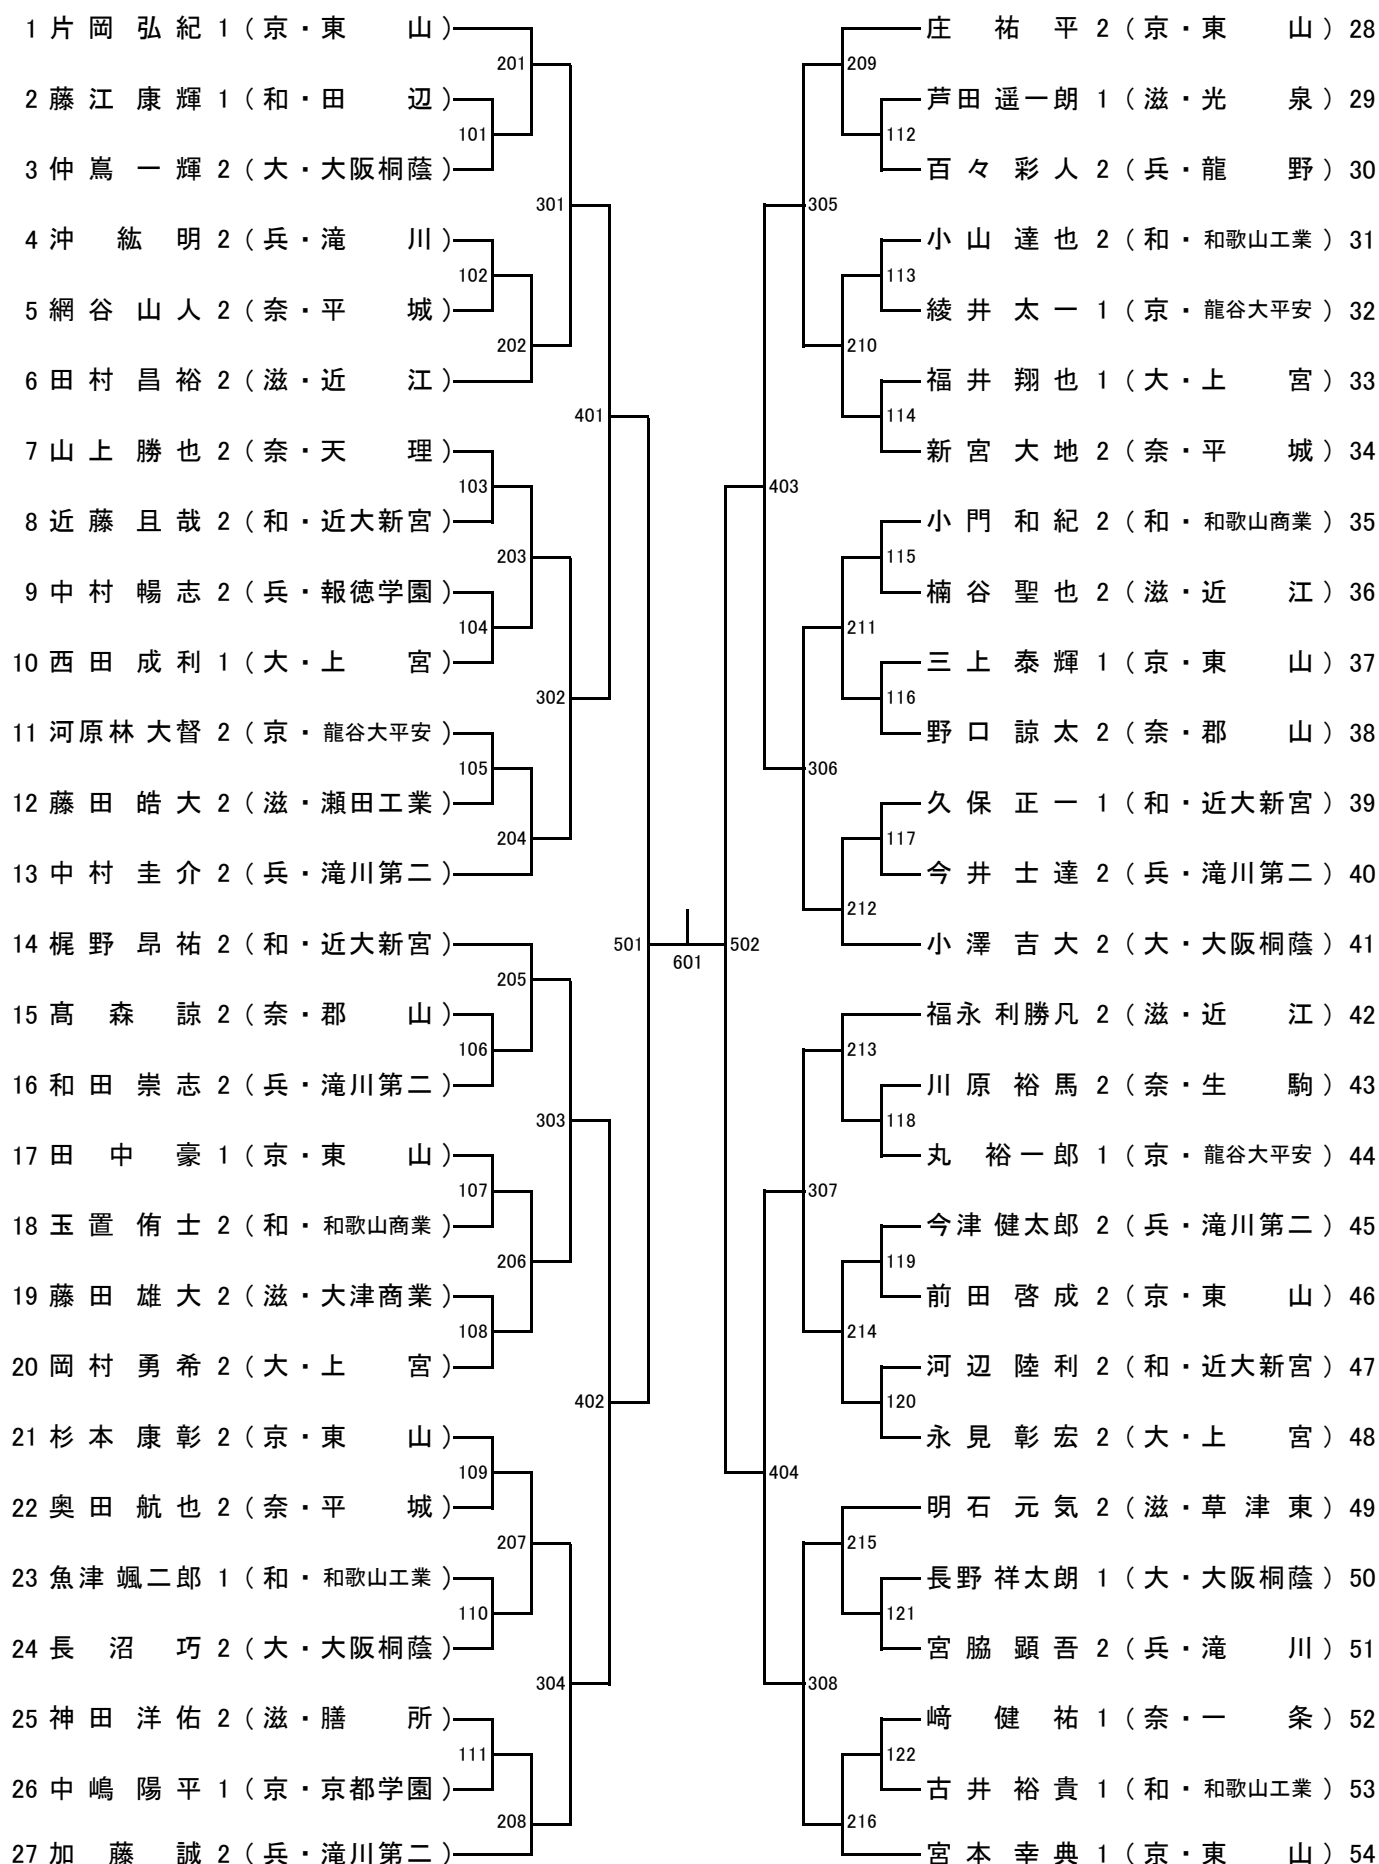 1 片岡 弘紀 1 (京・東 山)
201
2 藤江 康輝 1 (和・田 辺)
101
3 仲嶌 一輝 2 (大・大阪桐蔭)
301
4 沖 紘明 2 (兵・滝 川)
102
5 網谷 山人 2 (奈・平 城)
202
6 田村 昌裕 2 (滋・近 江)
401
7 山上 勝也 2 (奈・天 理)
103
8 近藤 且哉 2 (和・近大新宮)
203
9 中村 暢志 2 (兵・報徳学園)
104
10 西田 成利 1 (大・上 宮)
302
11 河原林 大督 2 (京・龍谷大平安)
105
12 藤田 皓大 2 (滋・瀬田工業)
204
13 中村 圭介 2 (兵・滝川第二)
14 梶野 昂祐 2 (和・近大新宮)
501
601
502
205
15 髙森 諒 2 (奈・郡 山)
106
16 和田 崇志 2 (兵・滝川第二)
303
17 田中 豪 1 (京・東 山)
107
18 玉置 侑士 2 (和・和歌山商業)
206
19 藤田 雄大 2 (滋・大津商業)
108
20 岡村 勇希 2 (大・上 宮)
402
21 杉本 康彰 2 (京・東 山)
109
22 奥田 航也 2 (奈・平 城)
207
23 魚津 颯二郎 1 (和・和歌山工業)
110
24 長沼 巧 2 (大・大阪桐蔭)
304
25 神田 洋佑 2 (滋・膳 所)
111
26 中嶋 陽平 1 (京・京都学園)
208
27 加藤 誠 2 (兵・滝川第二)
庄 祐平 2 (京・東 山) 28
209
芦田 遥一朗 1 (滋・光 泉) 29
112
百々 彩人 2 (兵・龍 野) 30
305
小山 達也 2 (和・和歌山工業) 31
113
綾井 太一 1 (京・龍谷大平安) 32
210
福井 翔也 1 (大・上 宮) 33
114
新宮 大地 2 (奈・平 城) 34
403
小門 和紀 2 (和・和歌山商業) 35
115
楠谷 聖也 2 (滋・近 江) 36
211
三上 泰輝 1 (京・東 山) 37
116
野口 諒太 2 (奈・郡 山) 38
306
久保 正一 1 (和・近大新宮) 39
117
今井 士達 2 (兵・滝川第二) 40
212
小澤 吉大 2 (大・大阪桐蔭) 41
福永 利勝凡 2 (滋・近 江) 42
213
川原 裕馬 2 (奈・生 駒) 43
118
丸 裕一郎 1 (京・龍谷大平安) 44
307
今津 健太郎 2 (兵・滝川第二) 45
119
前田 啓成 2 (京・東 山) 46
214
河辺 陸利 2 (和・近大新宮) 47
120
永見 彰宏 2 (大・上 宮) 48
404
明石 元気 2 (滋・草津東) 49
215
長野 祥太朗 1 (大・大阪桐蔭) 50
121
宮脇 顕吾 2 (兵・滝 川) 51
308
﨑 健祐 1 (奈・一 条) 52
122
古井 裕貴 1 (和・和歌山工業) 53
216
宮本 幸典 1 (京・東 山) 54